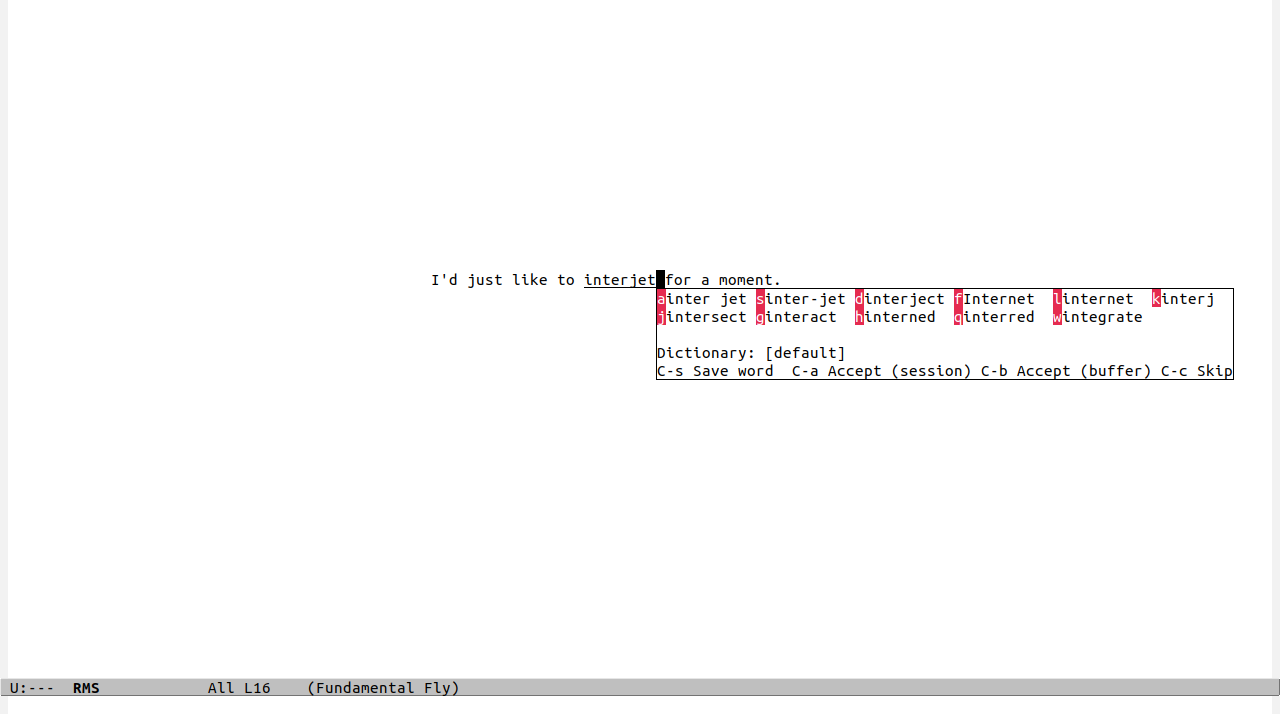 I'd just like to interjet for a moment.
ainter jet sinter-jet dinterject fInternet linternet kinterj
jintersect ginteract hinterned qinterred wintegrate
Dictionary: [default]
C-s Save word  C-a Accept (session) C-b Accept (buffer) C-c Skip
U:---  RMS            All L16    (Fundamental Fly)